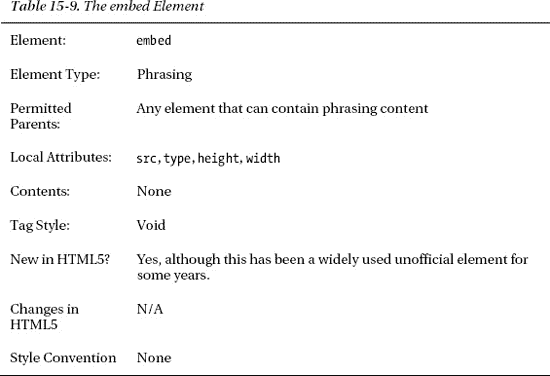 Table 15-9. The embed Element
Element: embed
Element Type: Phrasing
Permitted Any element that can contain phrasing content
Parents:
Local Attributes: src,type,height,width
Contents: None
Tag Style: Void
New in HTML5? Yes, although this has been a widely used unofficial element for
some years.
Changes in N/A
HTML5
Style Convention None